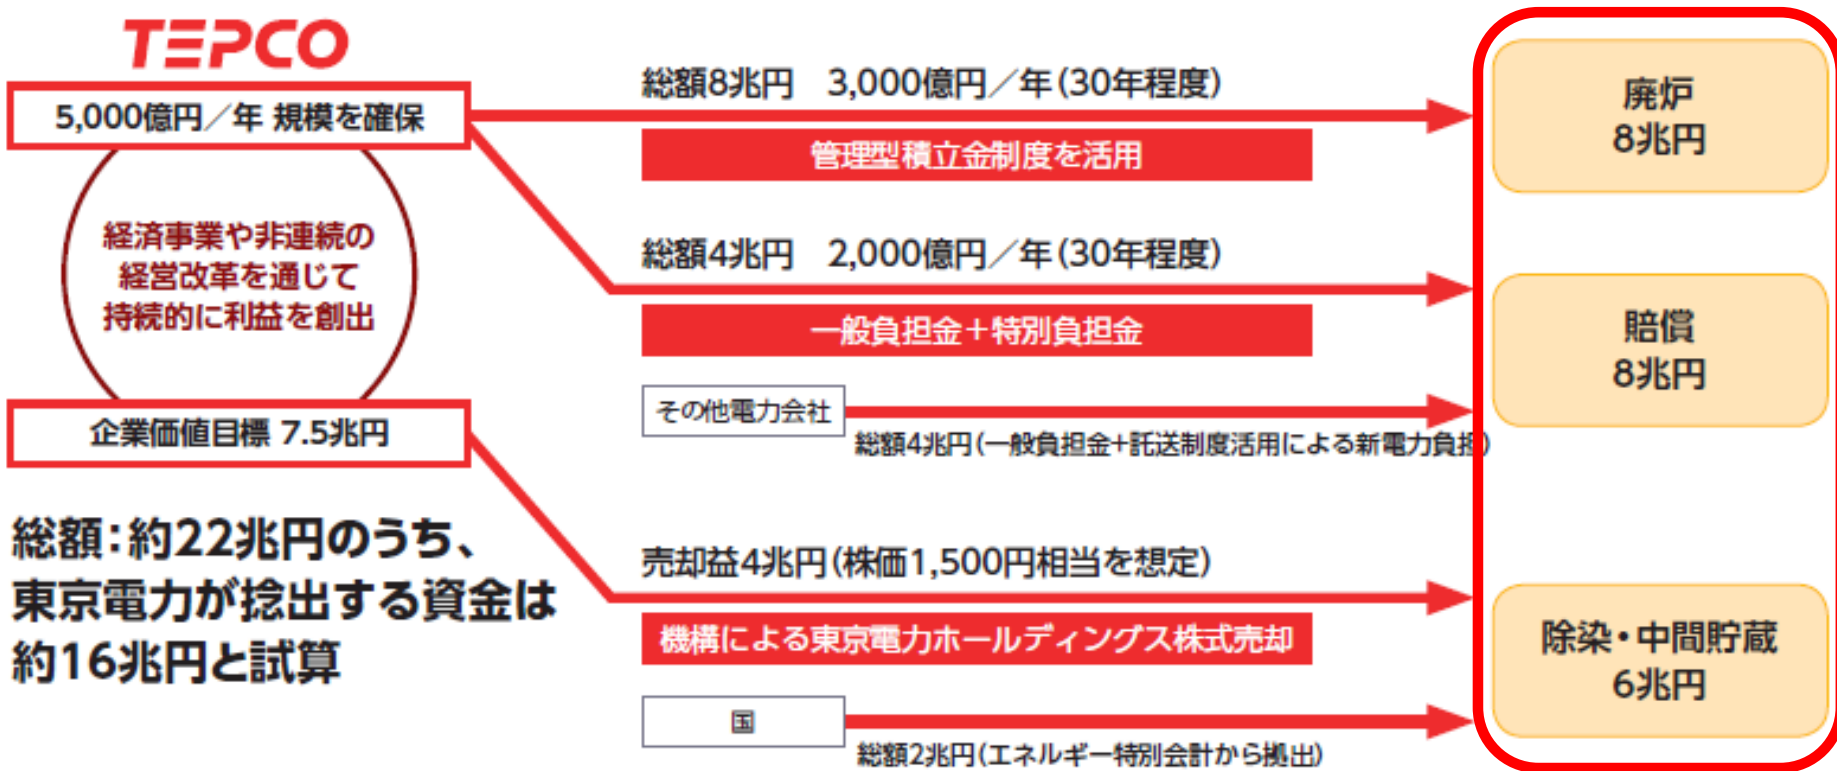 TEPCO
5,000億円／年 規模を確保
経済事業や非連続の
経営改革を通じて
持続的に利益を創出
企業価値目標 7.5兆円
総額：約22兆円のうち、
東京電力が捻出する資金は
約16兆円と試算
総額8兆円　3,000億円／年（30年程度）
管理型積立金制度を活用
総額4兆円　2,000億円／年（30年程度）
一般負担金＋特別負担金
その他電力会社
総額4兆円（一般負担金+託送制度活用による新電力負担）
売却益4兆円（株価1,500円相当を想定）
機構による東京電力ホールディングス株式売却
国
総額2兆円（エネルギー特別会計から拠出）
廃炉
8兆円
賠償
8兆円
除染・中間貯蔵
6兆円